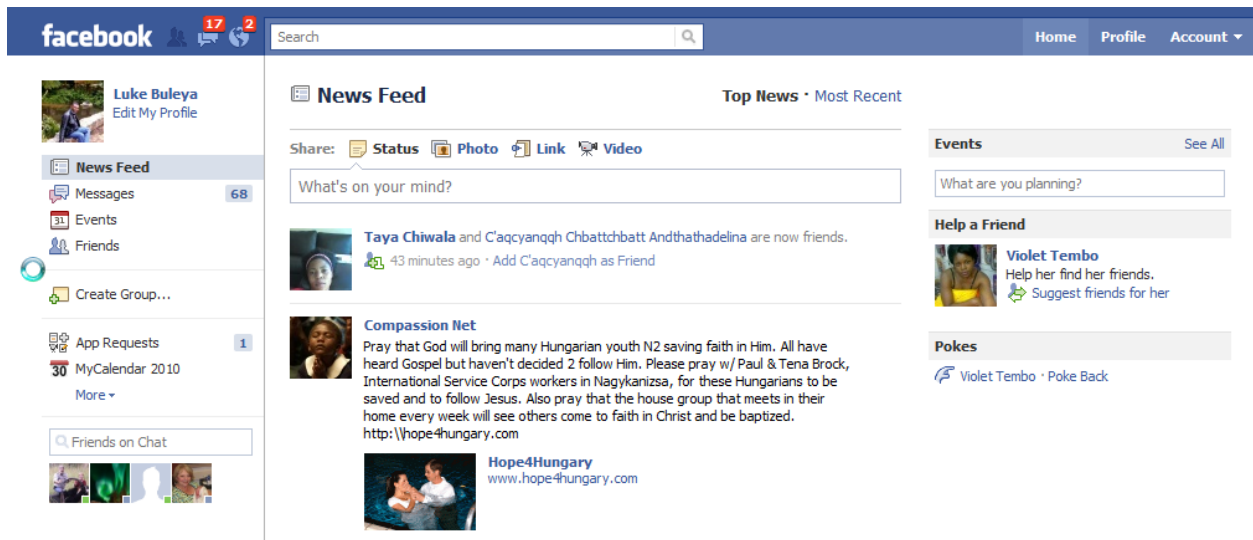 facebook
17
2
Search
Home Profile Account
Luke Buleya
Edit My Profile
News Feed
Messages 68
31 Events
Friends
Create Group...
App Requests 1
30 MyCalendar 2010
More
Friends on Chat
News Feed
Top News · Most Recent
Share: Status Photo Link Video
What's on your mind?
Taya Chiwala and C'aqcyanqqh Chbattchbatt Andthathadelina are now friends.
43 minutes ago · Add C'aqcyanqqh as Friend
Compassion Net
Pray that God will bring many Hungarian youth N2 saving faith in Him. All have
heard Gospel but haven't decided 2 follow Him. Please pray w/ Paul & Tena Brock,
International Service Corps workers in Nagykanizsa, for these Hungarians to be
saved and to follow Jesus. Also pray that the house group that meets in their
home every week will see others come to faith in Christ and be baptized.
http:\\hope4hungary.com
Hope4Hungary
www.hope4hungary.com
Events See All
What are you planning?
Help a Friend
Violet Tembo
Help her find her friends.
Suggest friends for her
Pokes
Violet Tembo · Poke Back